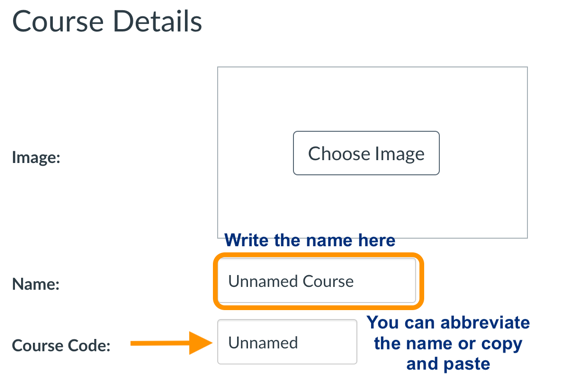 Course Details
Image:
Choose Image
Write the name here
Name:
Unnamed Course
Course Code:
Unnamed
You can abbreviate
the name or copy
and paste